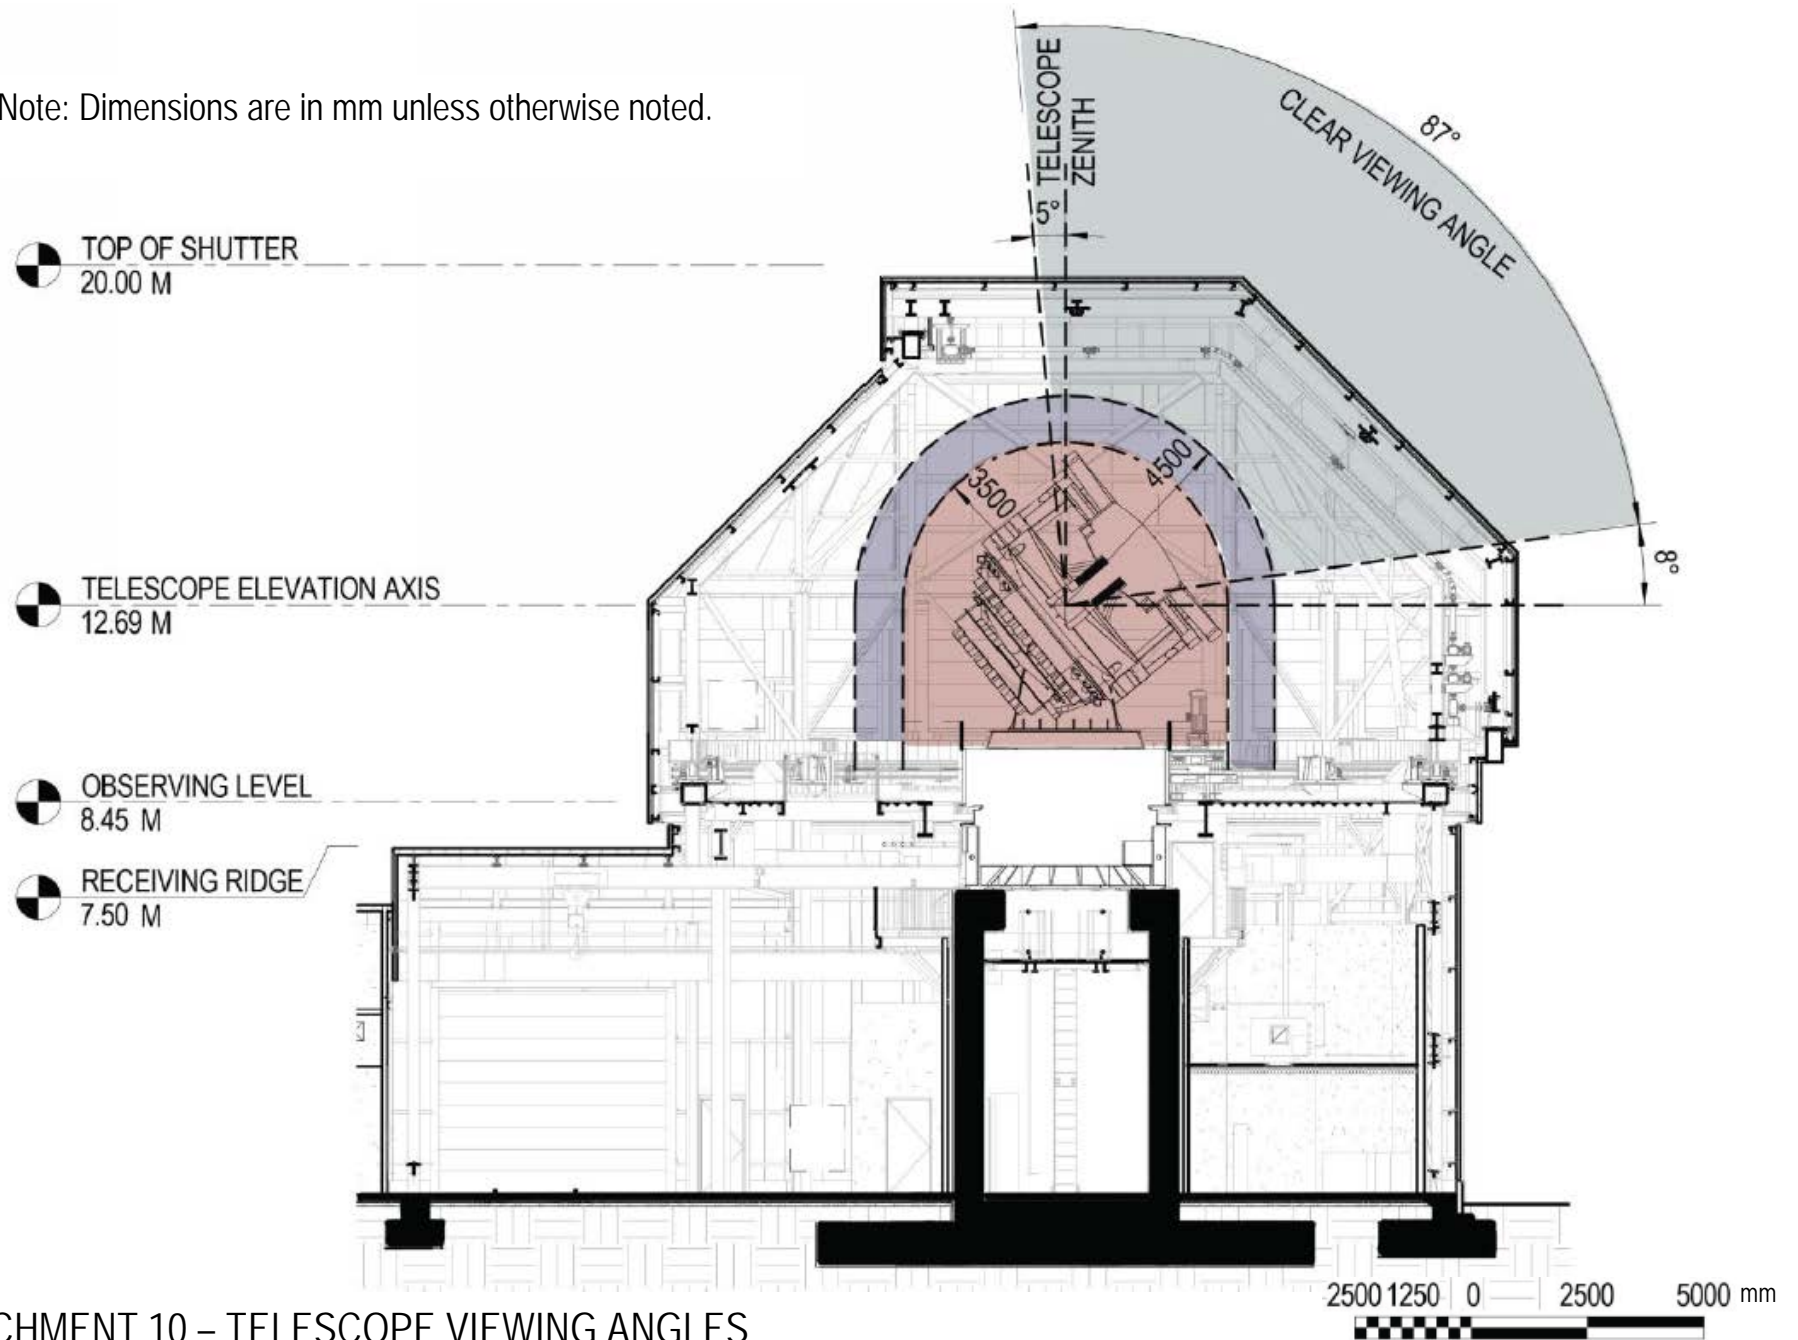 Note: Dimensions are in mm unless otherwise noted.
TELESCOPE
ZENITH
5°
CLEAR VIEWING ANGLE
87°
8°
TOP OF SHUTTER
20.00 M
3500
4500
TELESCOPE ELEVATION AXIS
12.69 M
OBSERVING LEVEL
8.45 M
RECEIVING RIDGE
7.50 M
2500 1250 0 2500 5000 mm
CHMENT 10 – TELESCOPE VIEWING ANGLES